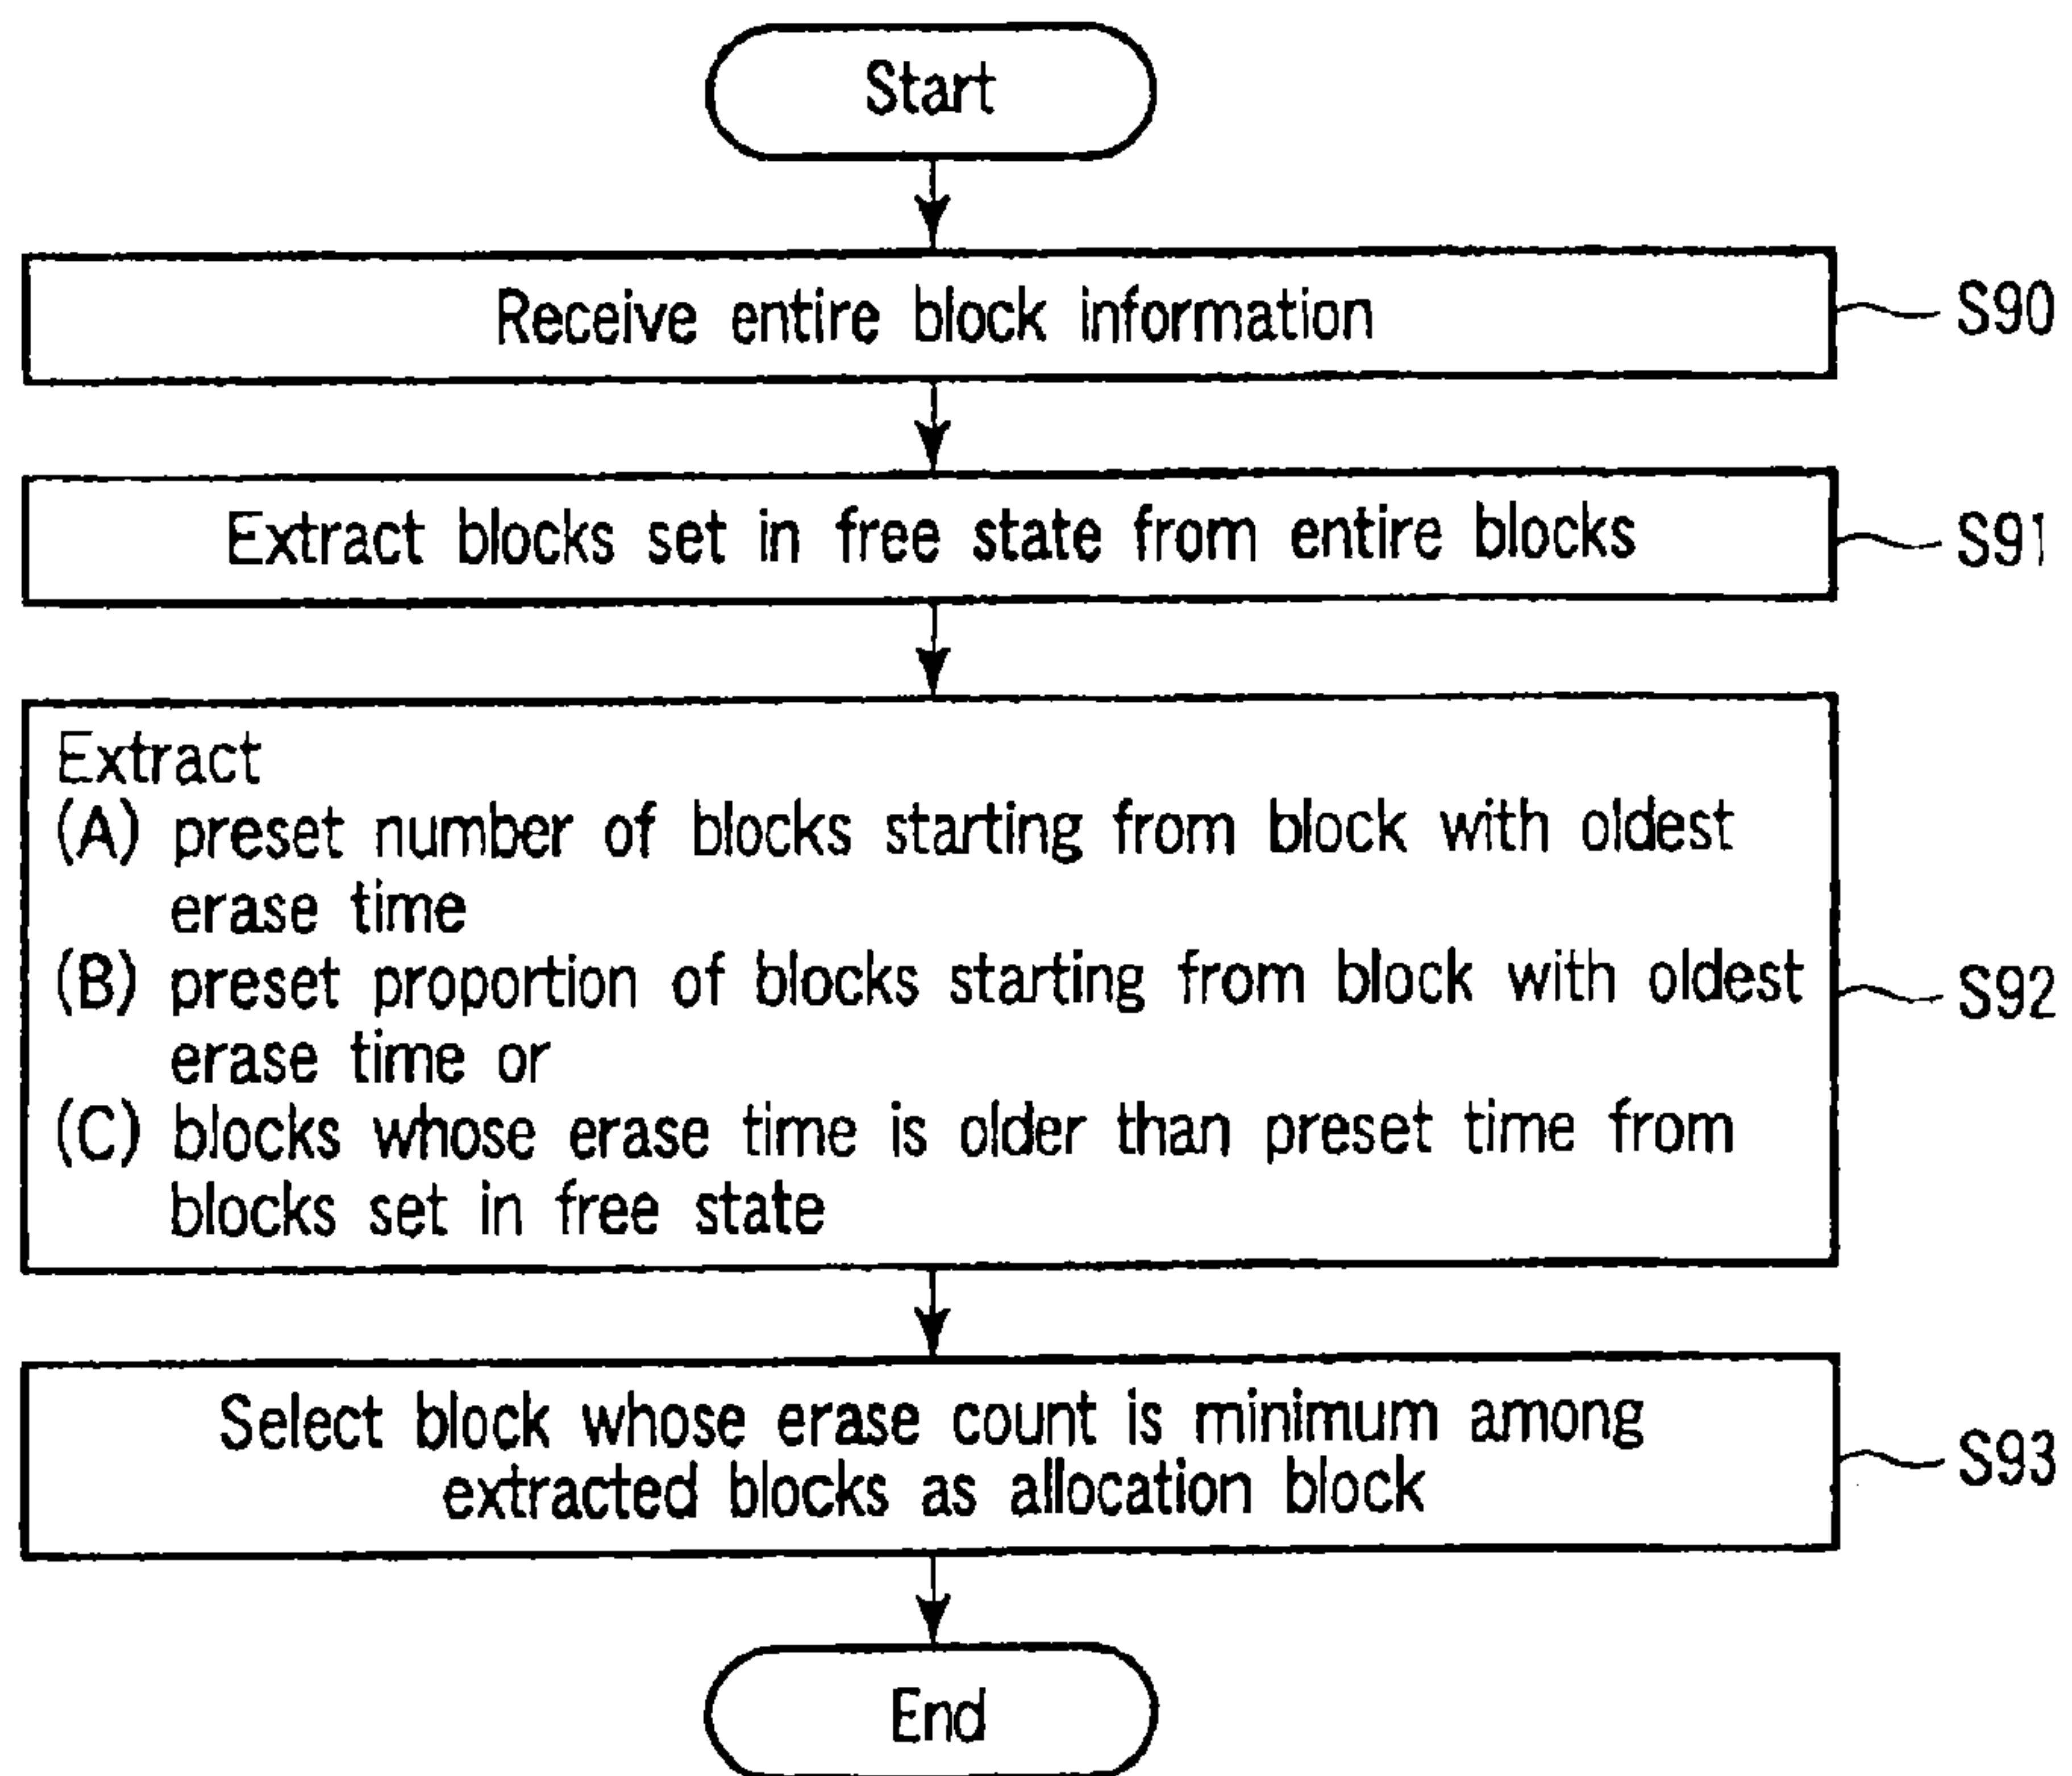 Start
Receive entire block information
S90
Extract blocks set in free state from entire blocks
S91
Extract
(A) preset number of blocks starting from block with oldest
erase time
(B) preset proportion of blocks starting from block with oldest
erase time or
(C) blocks whose erase time is older than preset time from
blocks set in free state
S92
Select block whose erase count is minimum among
extracted blocks as allocation block
S93
End